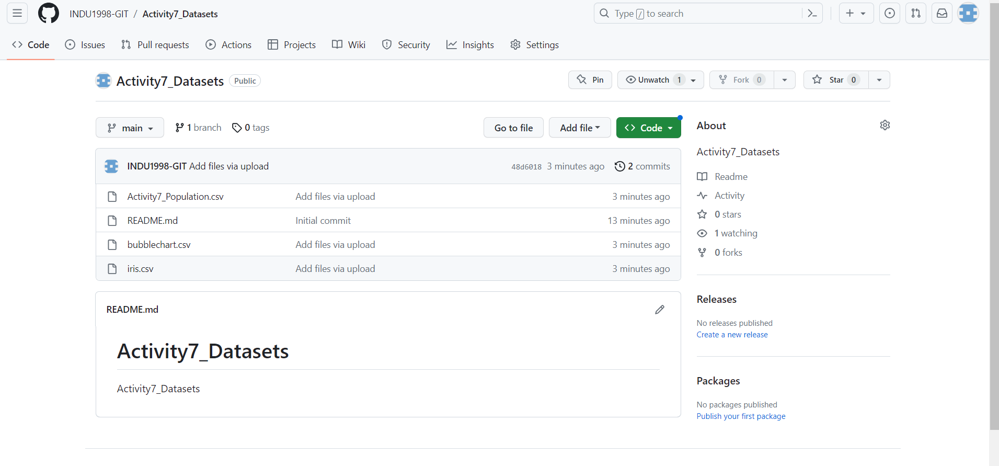 INDU1998-GIT / Activity7_Datasets
Type / to search
Code Issues Pull requests Actions Projects Wiki Security Insights Settings
Activity7_Datasets Public
Pin Unwatch 1 Fork 0 Star 0
main 1 branch 0 tags Go to file Add file Code
INDU1998-GIT Add files via upload 48d6018 3 minutes ago 2 commits
Activity7_Population.csv Add files via upload 3 minutes ago
README.md Initial commit 13 minutes ago
bubblechart.csv Add files via upload 3 minutes ago
iris.csv Add files via upload 3 minutes ago
README.md
Activity7_Datasets
Activity7_Datasets
About
Activity7_Datasets
Readme
Activity
0 stars
1 watching
0 forks
Releases
No releases published
Create a new release
Packages
No packages published
Publish your first package